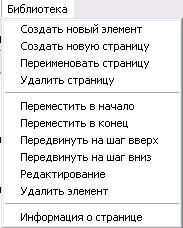 Библиотека
Создать новый элемент
Создать новую страницу
Переименовать страницу
Удалить страницу
Переместить в начало
Переместить в конец
Передвинуть на шаг вверх
Передвинуть на шаг вниз
Редактирование
Удалить элемент
Информация о странице